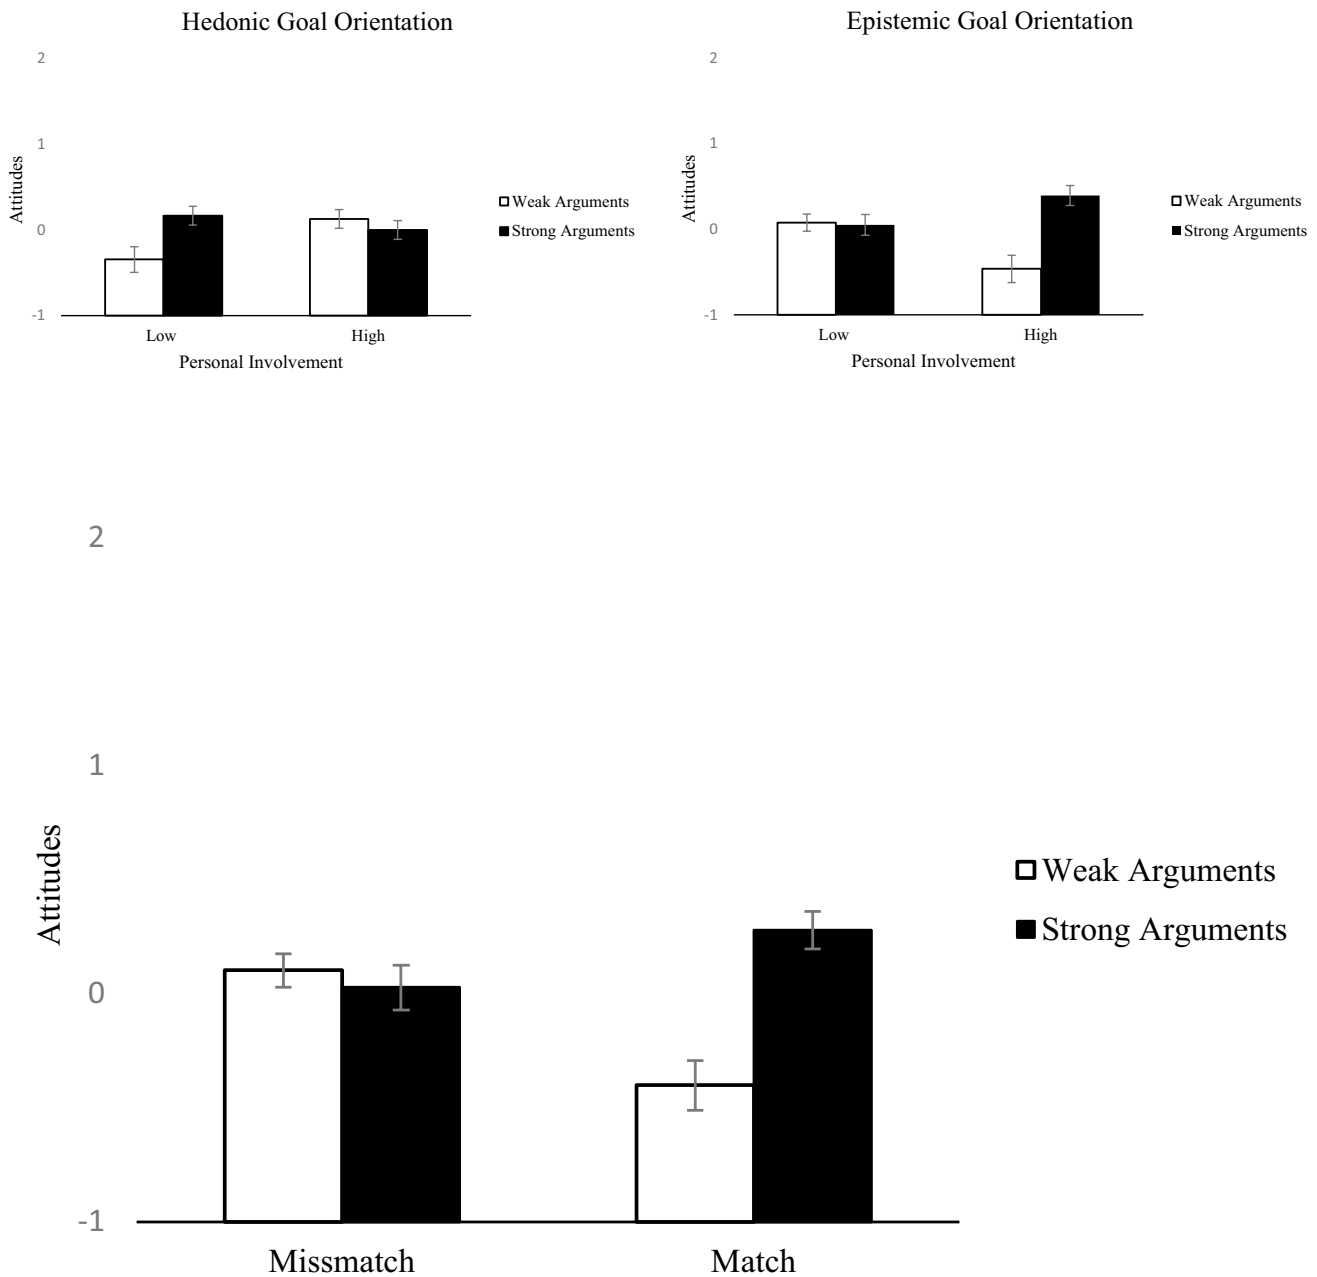 Hedonic Goal Orientation
2
1
0
-1
Attitudes
Weak Arguments
Strong Arguments
Low
High
Personal Involvement
Epistemic Goal Orientation
2
1
0
-1
Attitudes
Weak Arguments
Strong Arguments
Low
High
Personal Involvement
2
1
0
-1
Attitudes
Weak Arguments
Strong Arguments
Missmatch
Match